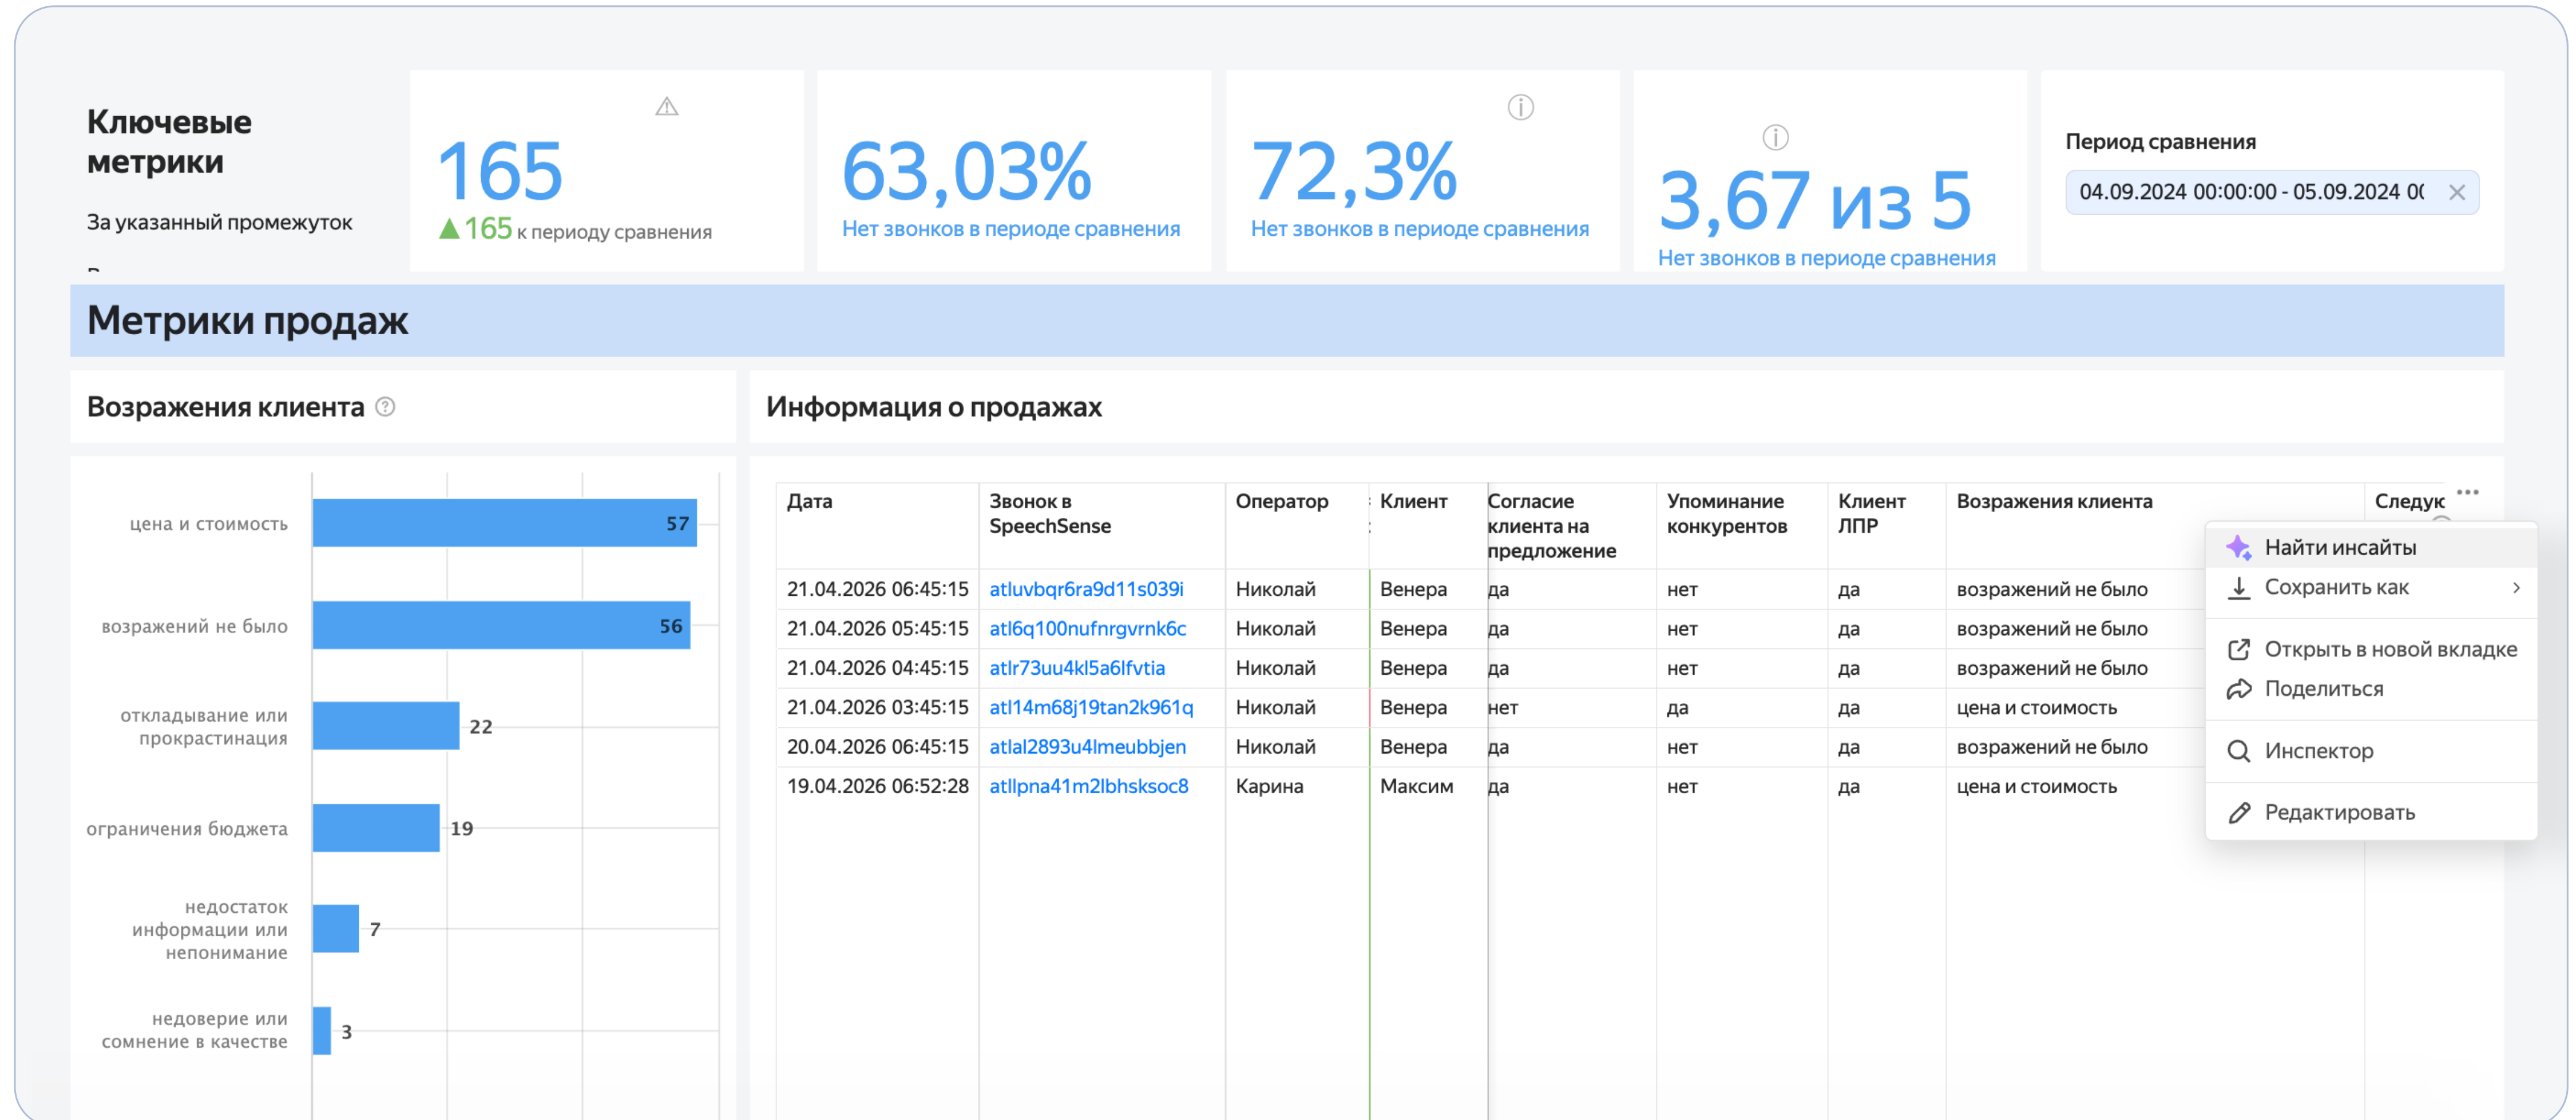 Ключевые
метрики
За указанный промежуток
165
165 к периоду сравнения
63,03%
Нет звонков в периоде сравнения
72,3%
Нет звонков в периоде сравнения
3,67 из 5
Нет звонков в периоде сравнения
Период сравнения
04.09.2024 00:00:00 - 05.09.2024 0
Метрики продаж
Возражения клиента
цена и стоимость 57
возражений не было 56
откладывание или
прокрастинация 22
ограничения бюджета 19
недостаток
информации или
непонимание 7
недоверие или
сомнение в качестве 3
Информация о продажах
Дата
Звонок в
SpeechSense
Оператор
Клиент
Согласие
клиента на
предложение
Упоминание
конкурентов
Клиент
ЛПР
Возражения клиента
Следук
21.04.2026 06:45:15 atluvbqr6ra9d11s039i Николай Венера да нет да возражений не было
21.04.2026 05:45:15 atl6q100nufnrgvrnk6c Николай Венера да нет да возражений не было
21.04.2026 04:45:15 atlr73uu4kl5a6lfvtia Николай Венера да нет да возражений не было
21.04.2026 03:45:15 atl14m68j19tan2k961q Николай Венера нет да да цена и стоимость
20.04.2026 06:45:15 atlal2893u4lmeubbjen Николай Венера да нет да возражений не было
19.04.2026 06:52:28 atllpna41m2lbhsksoc8 Карина Максим да нет да цена и стоимость
Найти инсайты
Сохранить как
Открыть в новой вкладке
Поделиться
Инспектор
Редактировать